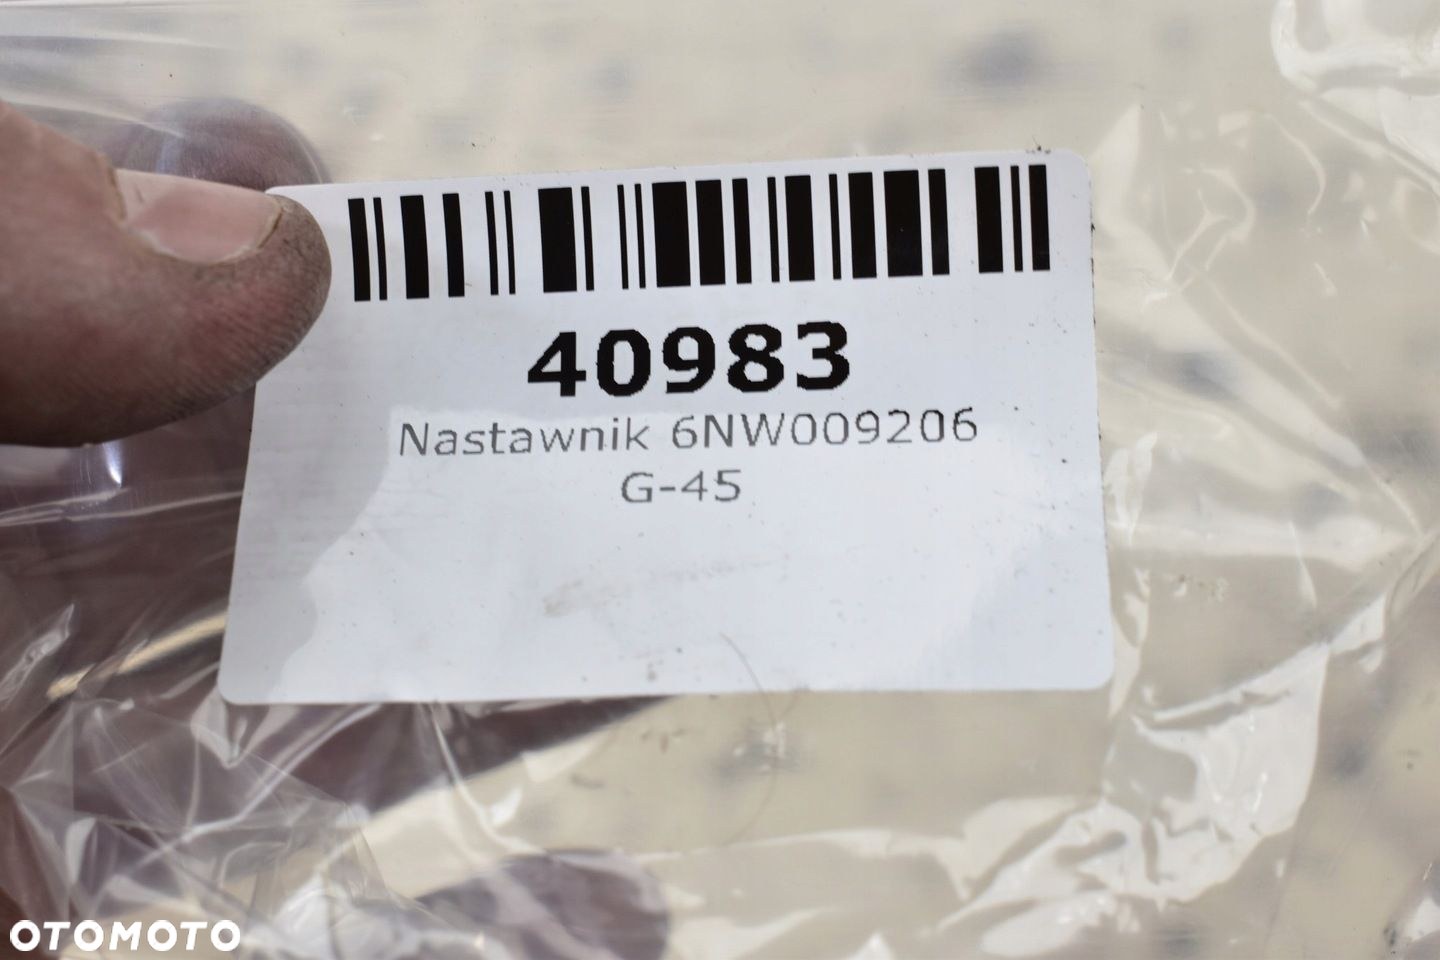 40983
Nastawnik 6NW009206
G-45
OTOMOTO